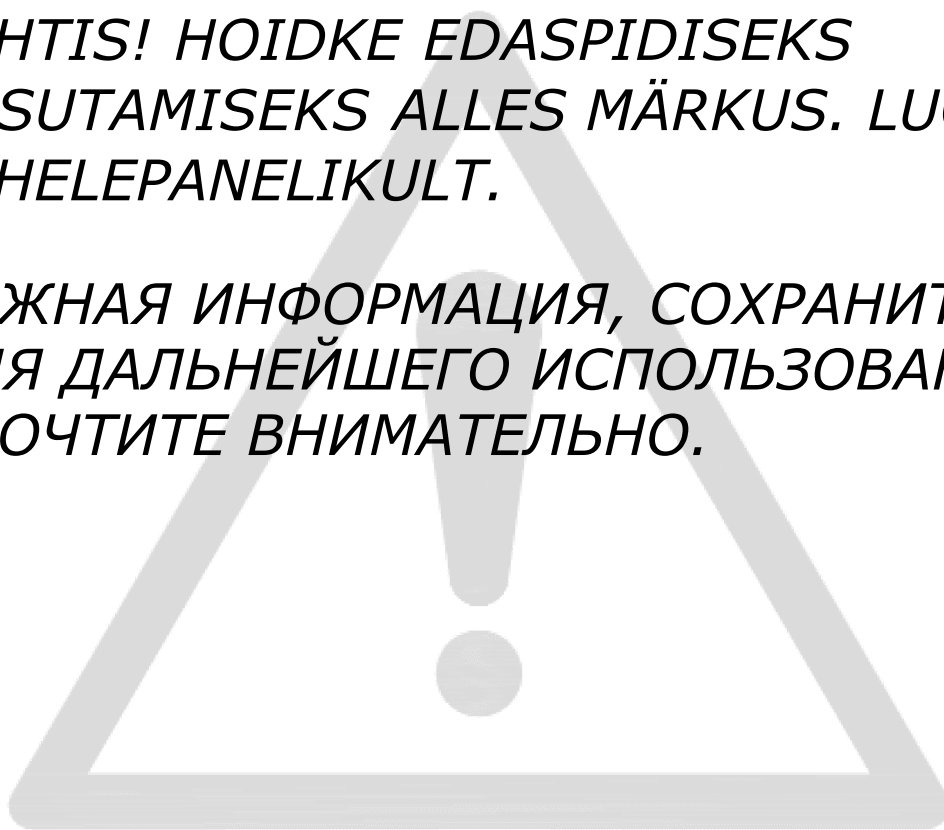 HTIS! HOIDKE EDASPIDISEKS
SUTAMISEKS ALLES MÄRKUS. LU
HELEPANELIKULT.
ЖНАЯ ИНФОРМАЦИЯ, СОХРАНИТ
Я ДАЛЬНЕЙШЕГО ИСПОЛЬЗОВА
ОЧТИТЕ ВНИМАТЕЛЬНО.